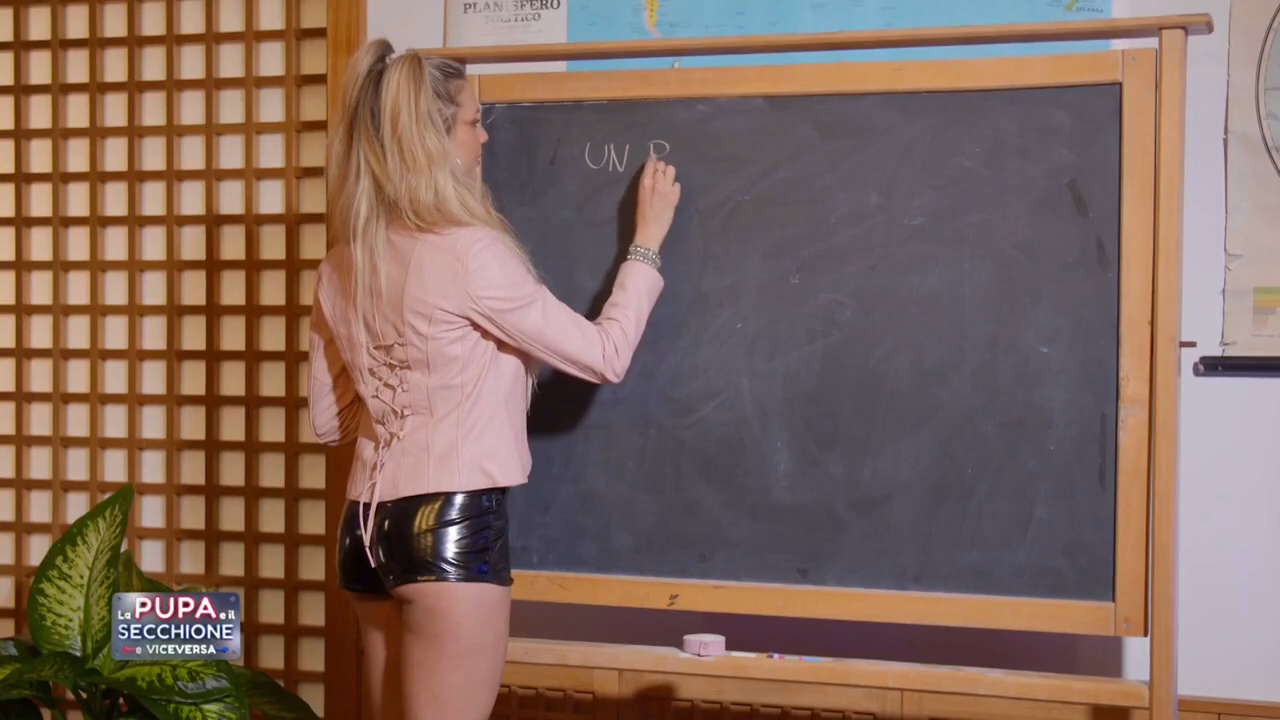 PLANISFERO
POLITICO
UN P
La PUPA e il
SECCHIONE
e VICEVERSA